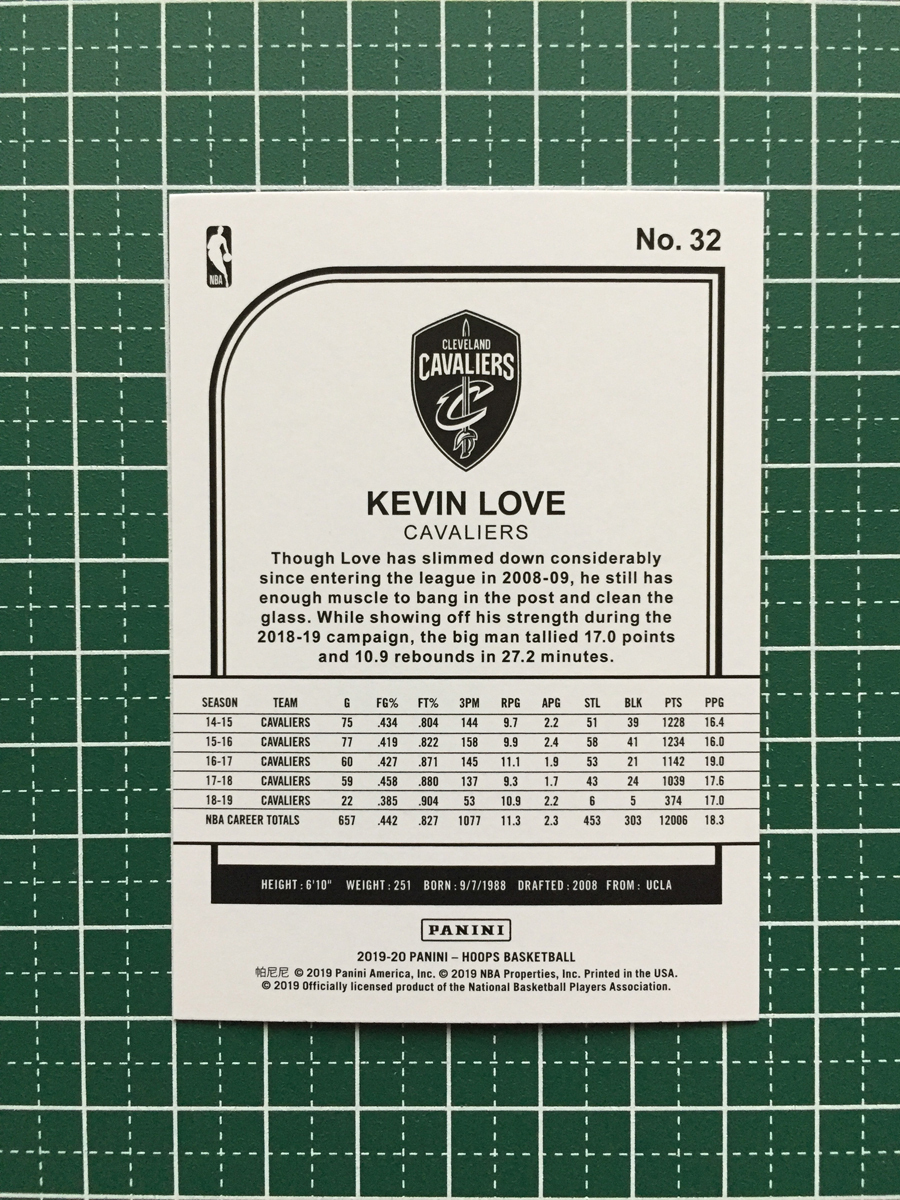 NBA
No. 32
CLEVELAND
CAVALIERS
C
KEVIN LOVE
CAVALIERS
Though Love has slimmed down considerably
since entering the league in 2008-09, he still has
enough muscle to bang in the post and clean the
glass. While showing off his strength during the
2018-19 campaign, the big man tallied 17.0 points
and 10.9 rebounds in 27.2 minutes.
SEASON TEAM G FG% FT% 3PM RPG APG STL BLK PTS PPG
14-15 CAVALIERS 75 .434 .804 144 9.7 2.2 51 39 1228 16.4
15-16 CAVALIERS 77 .419 .822 158 9.9 2.4 58 41 1234 16.0
16-17 CAVALIERS 60 .427 .871 145 11.1 1.9 53 21 1142 19.0
17-18 CAVALIERS 59 .458 .880 137 9.3 1.7 43 24 1039 17.6
18-19 CAVALIERS 22 .385 .904 53 10.9 2.2 6 5 374 17.0
NBA CAREER TOTALS 657 .442 .827 1077 11.3 2.3 453 303 12006 18.3
HEIGHT: 6'10" WEIGHT: 251 BORN: 9/7/1988 DRAFTED: 2008 FROM: UCLA
PANINI
2019-20 PANINI – HOOPS BASKETBALL
帕尼尼 © 2019 Panini America, Inc. © 2019 NBA Properties, Inc. Printed in the USA.
© 2019 Officially licensed product of the National Basketball Players Association.